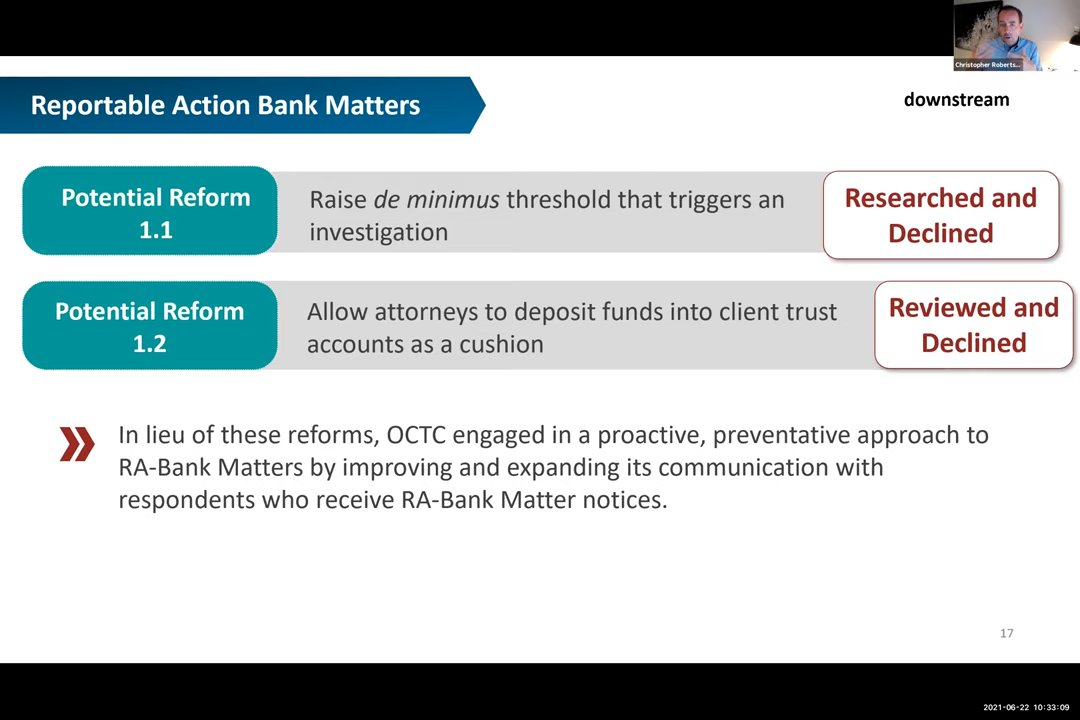 Christopher Roberts...
Reportable Action Bank Matters
downstream
Potential Reform
1.1
Raise de minimus threshold that triggers an
investigation
Researched and
Declined
Potential Reform
1.2
Allow attorneys to deposit funds into client trust
accounts as a cushion
Reviewed and
Declined
In lieu of these reforms, OCTC engaged in a proactive, preventative approach to
RA-Bank Matters by improving and expanding its communication with
respondents who receive RA-Bank Matter notices.
17
2021-06-22 10:33:09